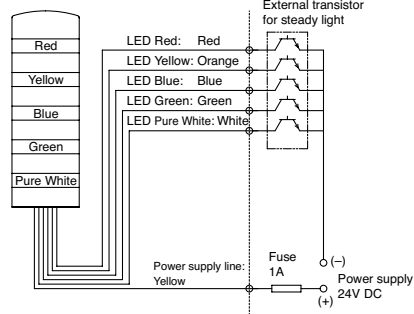 External transistor
for steady light
Red
Yellow
Blue
Green
Pure White
LED Red: Red
LED Yellow: Orange
LED Blue: Blue
LED Green: Green
LED Pure White: White
Power supply line:
Yellow
Fuse
1A
(–)
Power supply
24V DC
(+)